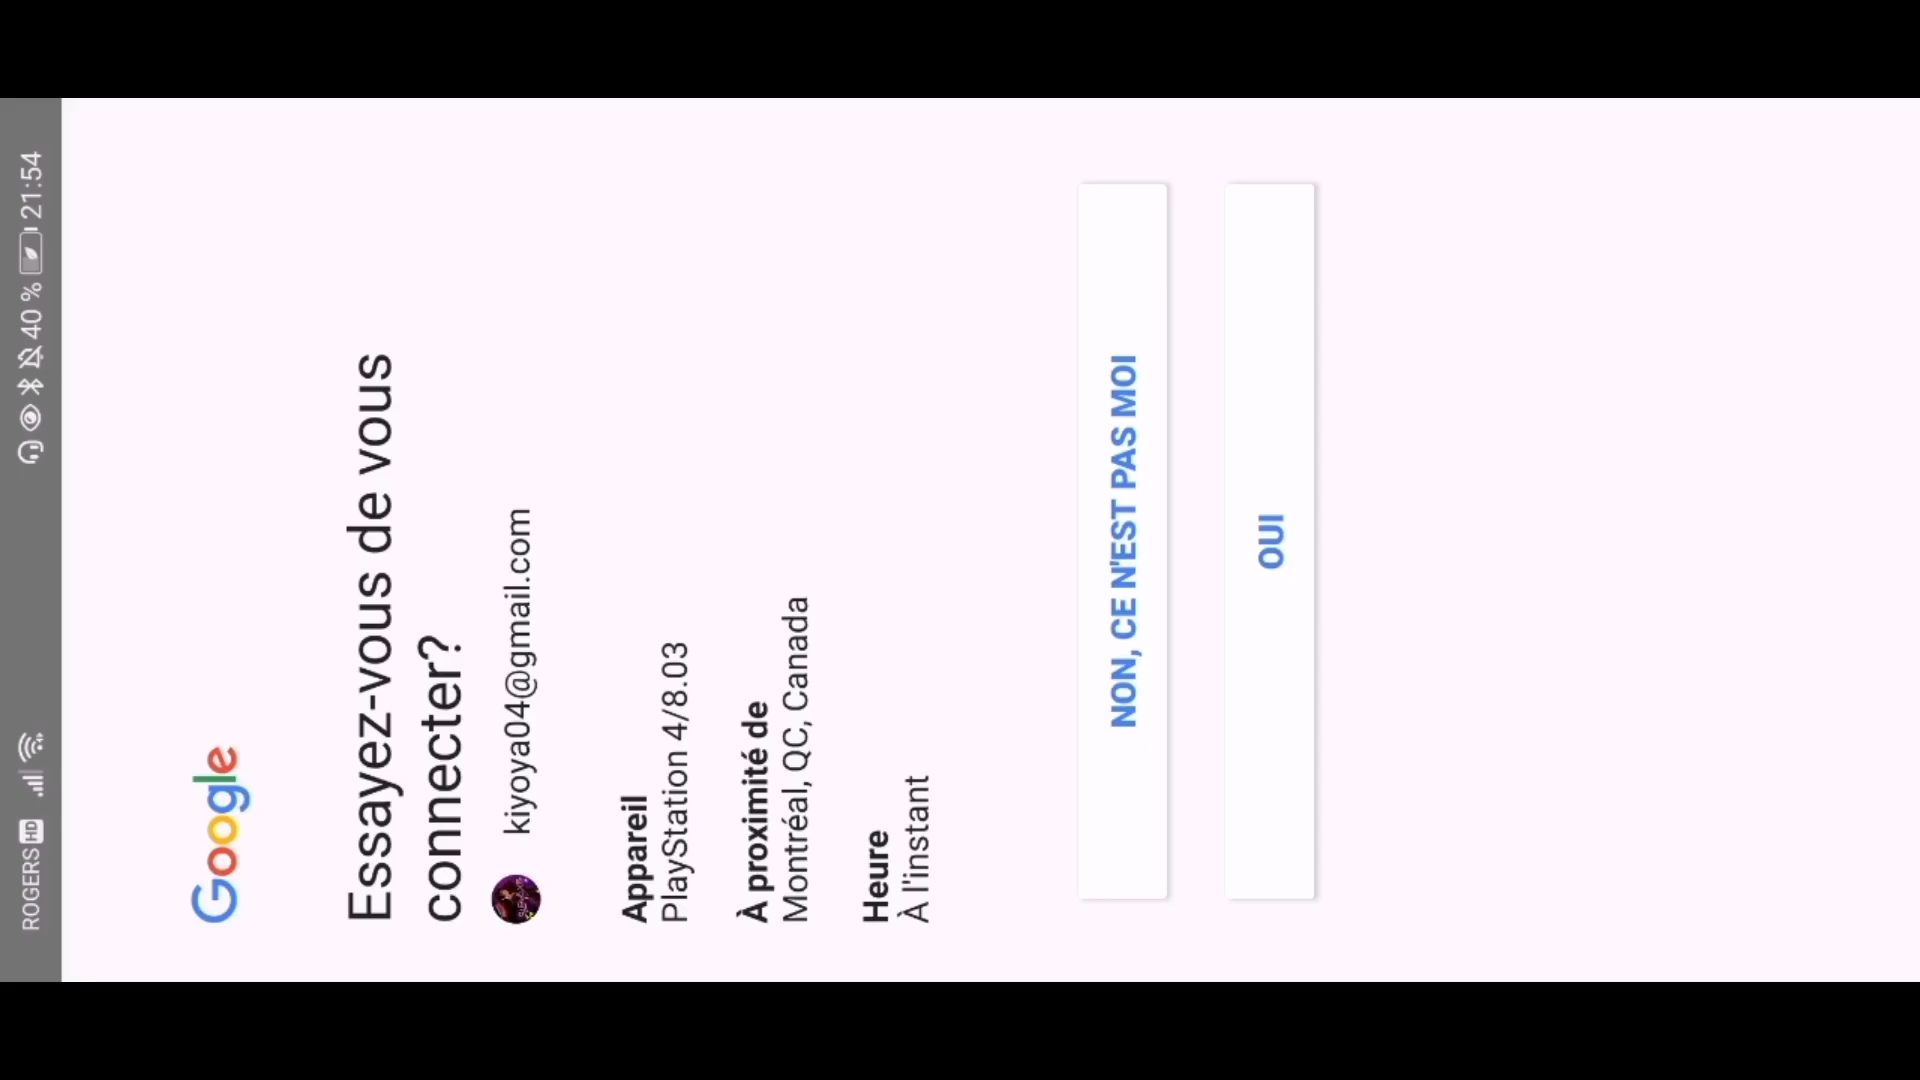 ROGERS HD 40 % 21:54
Google
Essayez-vous de vous
connecter?
kiyoya04@gmail.com
Appareil
PlayStation 4/8.03
À proximité de
Montréal, QC, Canada
Heure
À l'instant
NON, CE N'EST PAS MOI
OUI